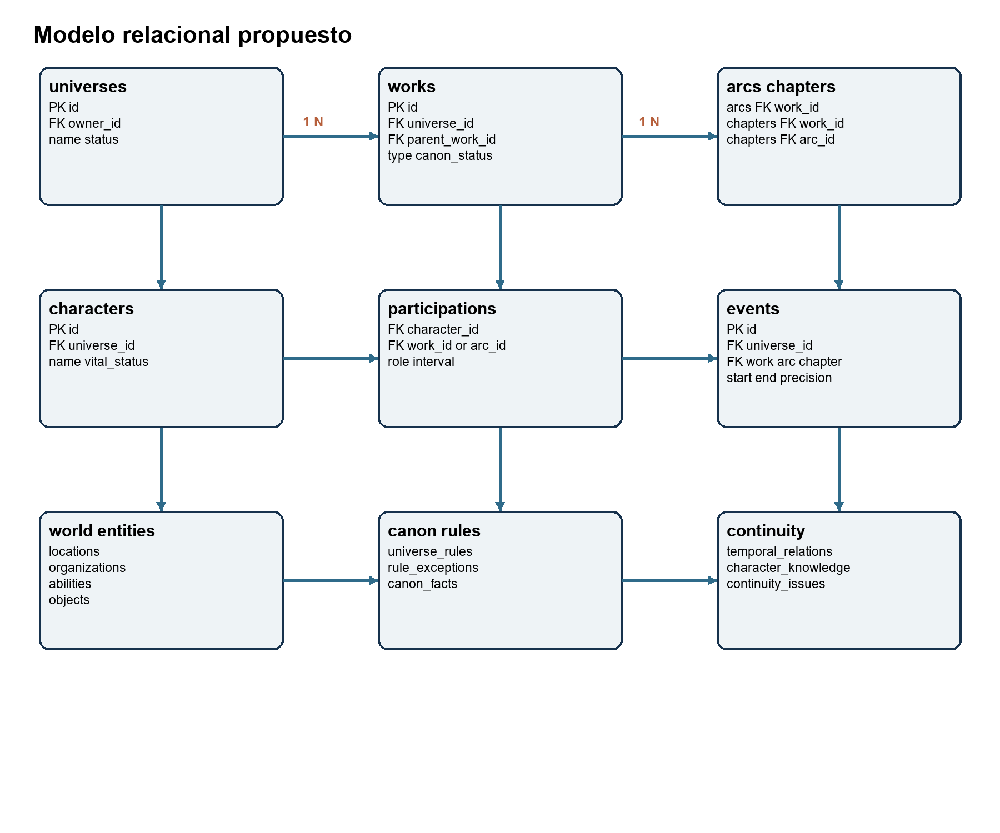 Modelo relacional propuesto
universes
PK id
FK owner_id
name status
1 N
works
PK id
FK universe_id
FK parent_work_id
type canon_status
1 N
arcs chapters
arcs FK work_id
chapters FK work_id
chapters FK arc_id
characters
PK id
FK universe_id
name vital_status
participations
FK character_id
FK work_id or arc_id
role interval
events
PK id
FK universe_id
FK work arc chapter
start end precision
world entities
locations
organizations
abilities
objects
canon rules
universe_rules
rule_exceptions
canon_facts
continuity
temporal_relations
character_knowledge
continuity_issues